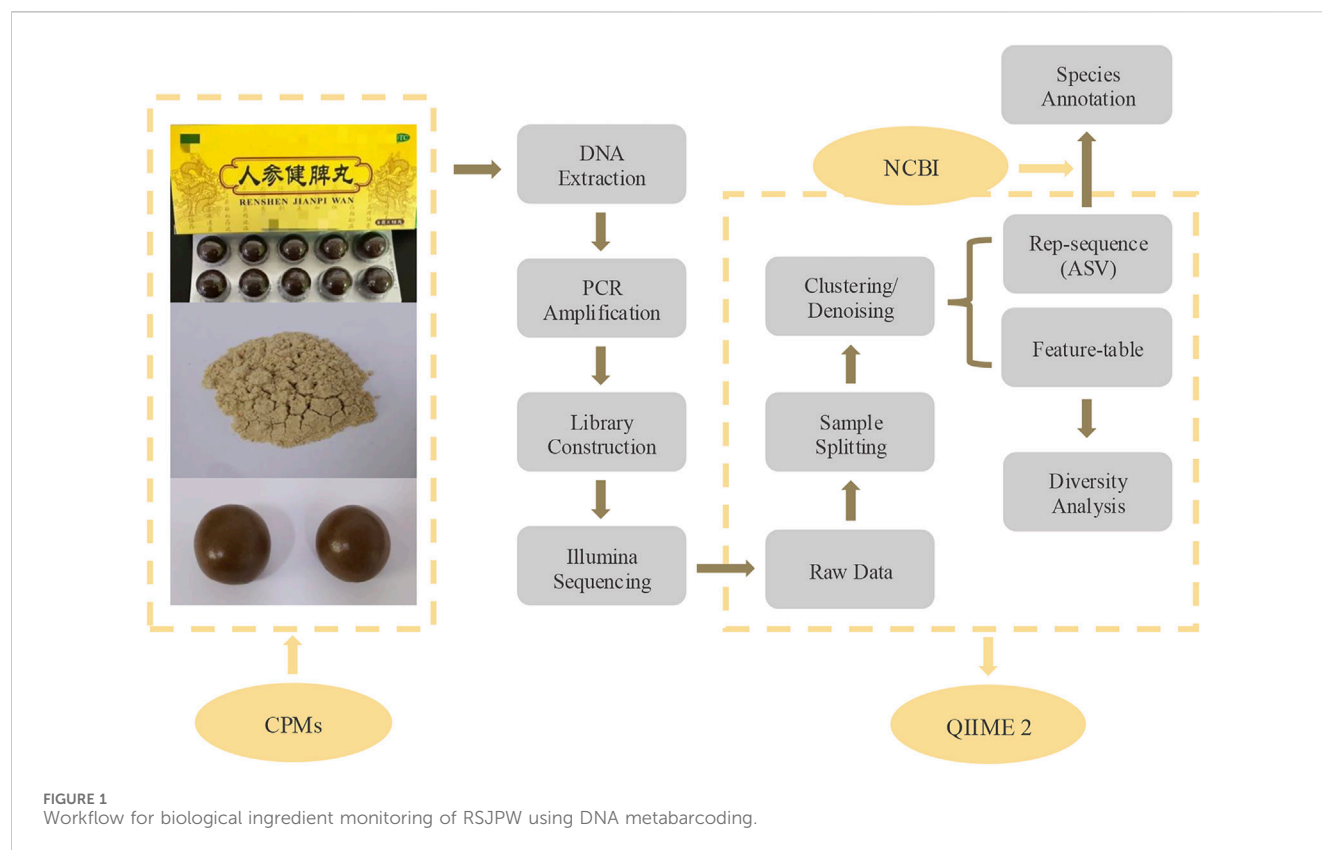 OTC
人参健脾丸
RENSHEN JIANPI WAN
CPMs
DNA
Extraction
PCR
Amplification
Library
Construction
Illumina
Sequencing
Raw Data
Sample
Splitting
Clustering/
Denoising
Rep-sequence
(ASV)
Feature-table
Diversity
Analysis
NCBI
Species
Annotation
QIIME 2
FIGURE 1
Workflow for biological ingredient monitoring of RSJPW using DNA metabarcoding.